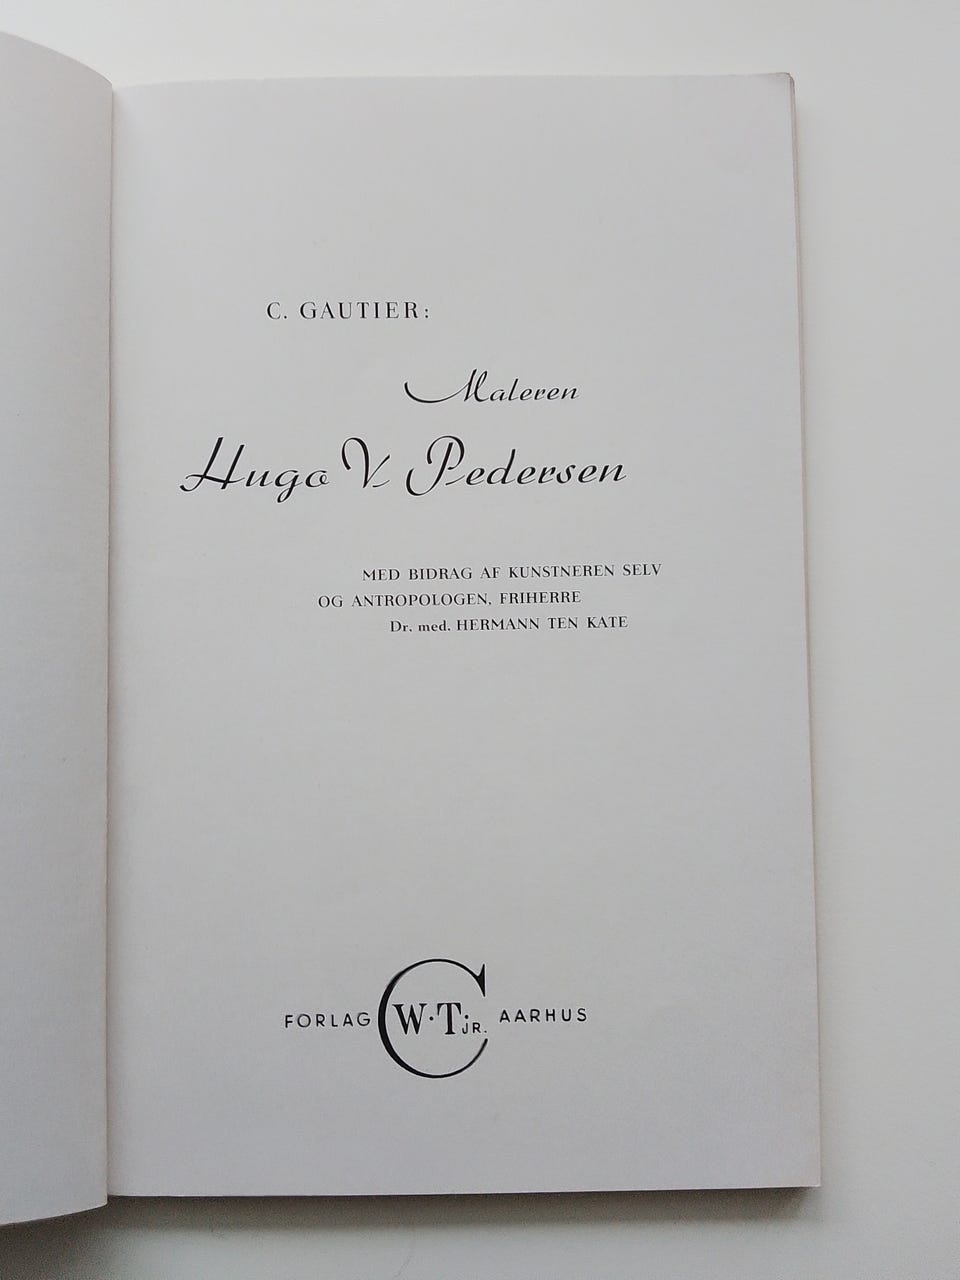 C. GAUTIER:
Maleren
Hugo V. Pedersen
MED BIDRAG AF KUNSTNEREN SELV
OG ANTROPOLOGEN, FRIHERRE
Dr. med. HERMANN TEN KATE
FORLAG C W·T. JR. AARHUS